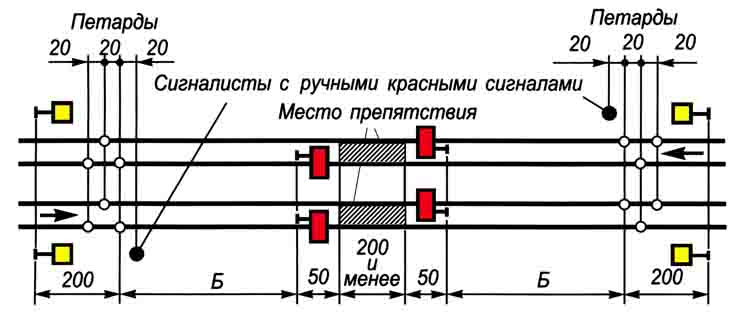 Петарды Петарды
20 20 20 20 20 20
Сигналисты с ручными красными сигналами
Место препятствия
200 Б 50 200 50 Б 200
и
менее